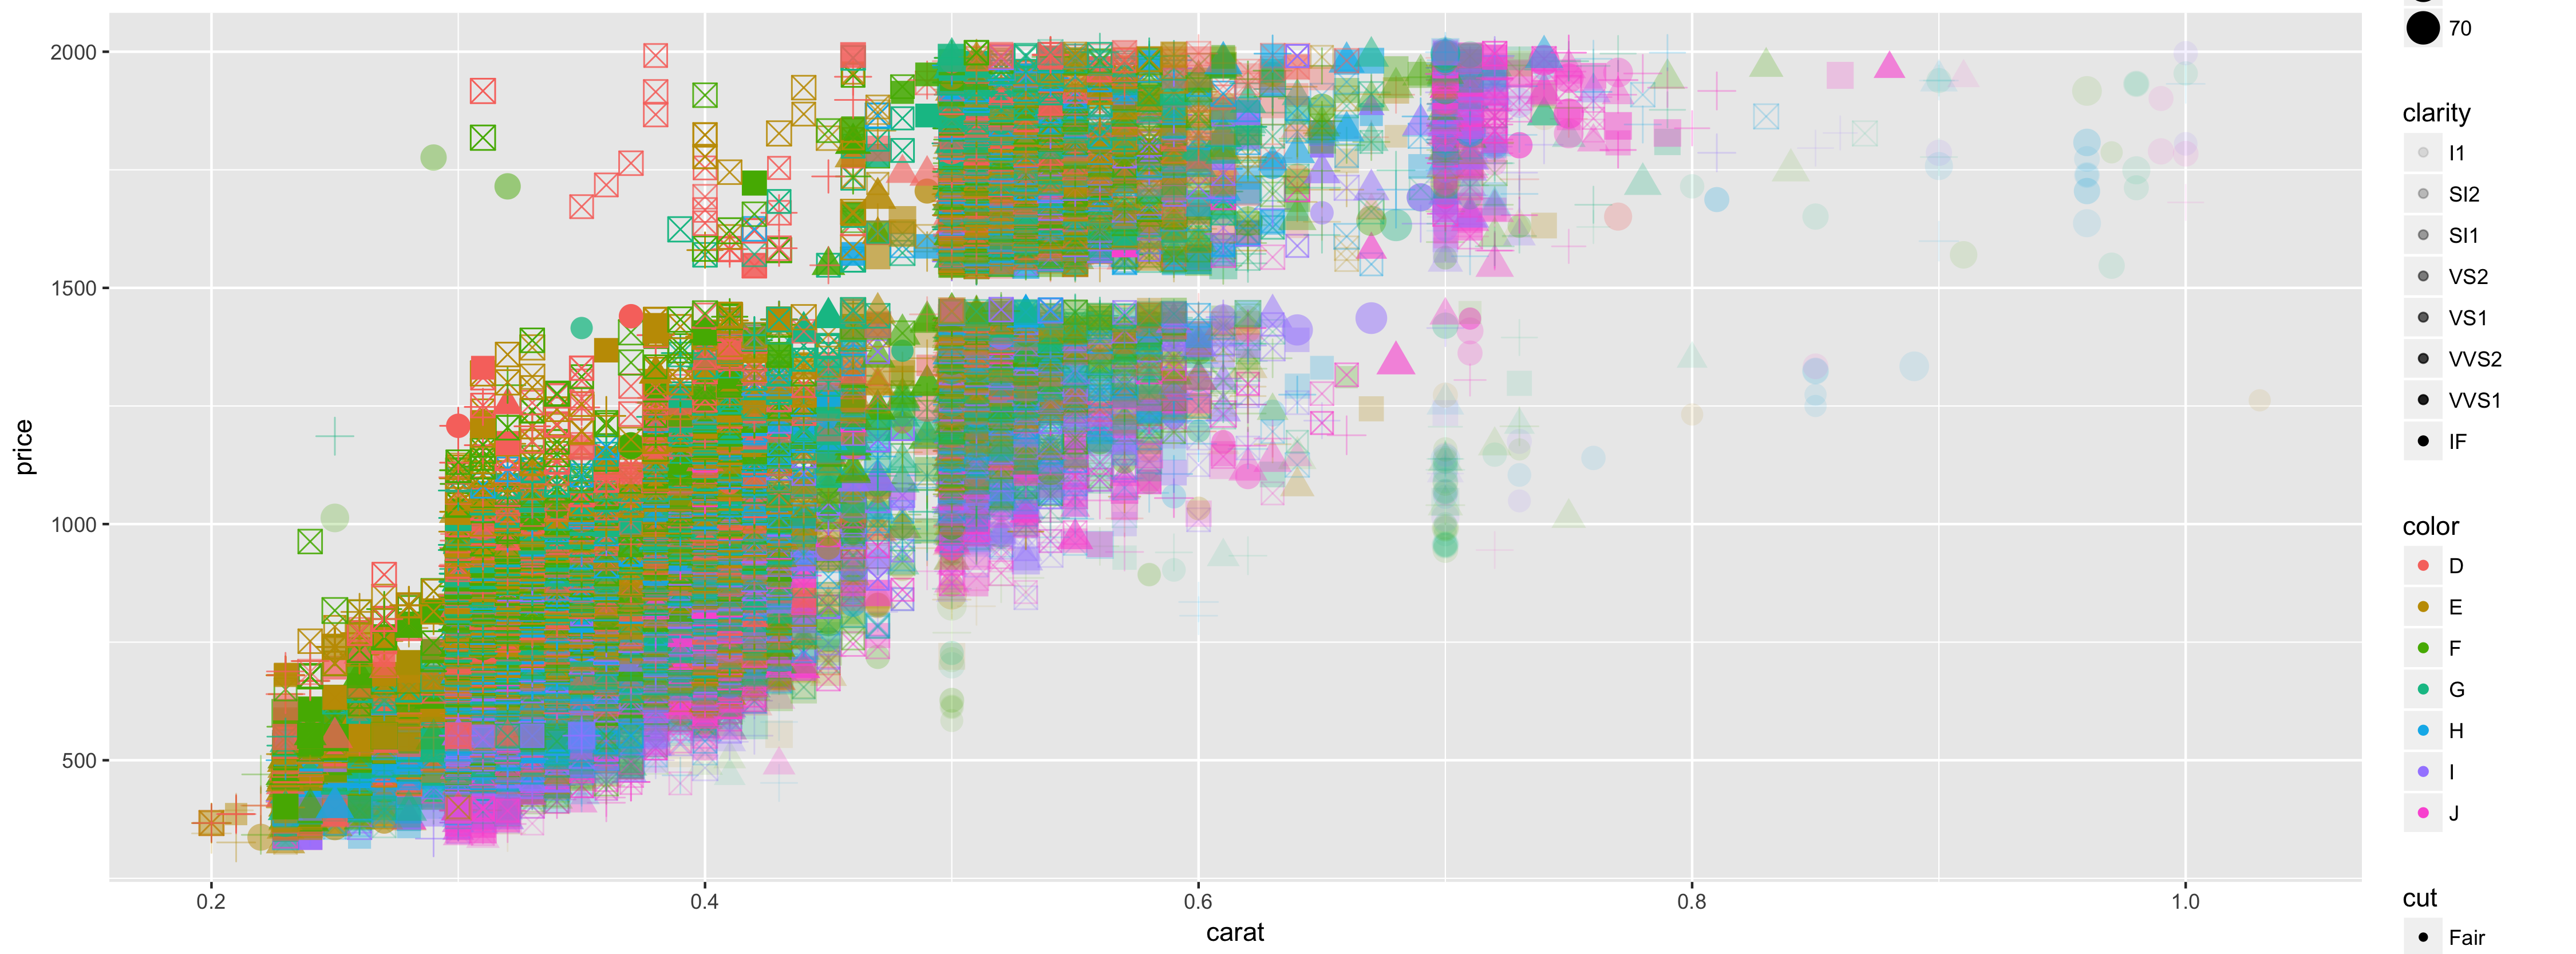 70
clarity
I1
SI2
SI1
VS2
VS1
VVS2
VVS1
IF
color
D
E
F
G
H
I
J
cut
Fair
price
2000
1500
1000
500
0.2 0.4 0.6 0.8 1.0
carat